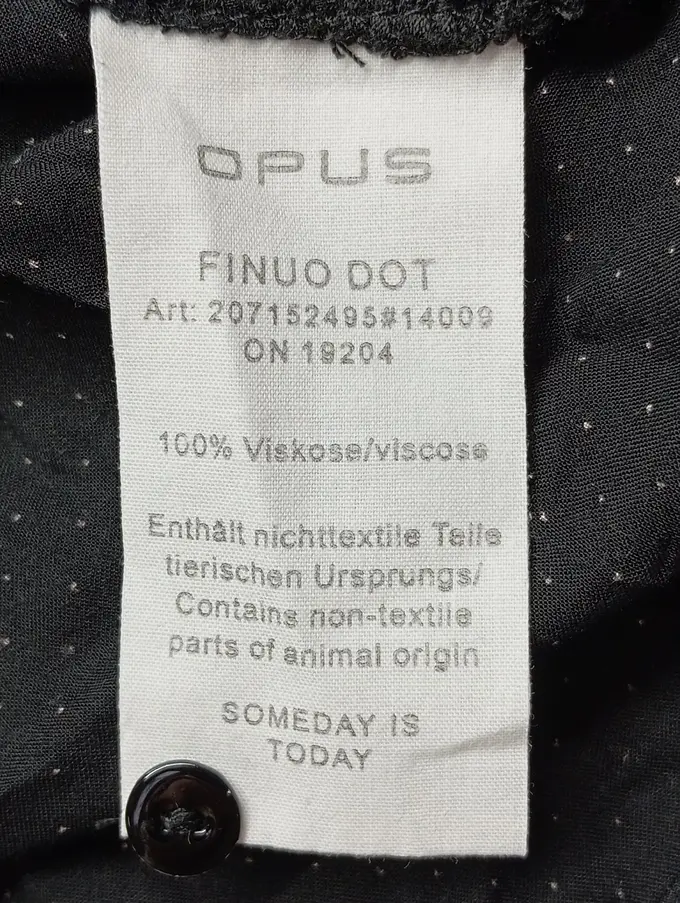 OPUS
FINUO DOT
Art: 207152495#14009
ON 19204
100% Viskose/viscose
Enthält nichttextile Teile
tierischen Ursprungs/
Contains non-textile
parts of animal origin
SOMEDAY IS
TODAY